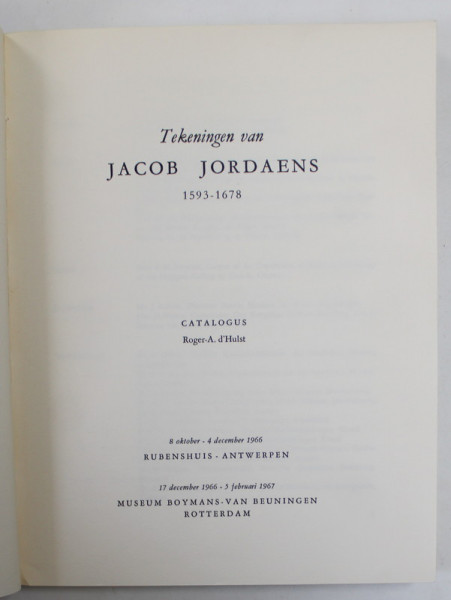 Tekeningen van
JACOB JORDAENS
1593-1678
CATALOGUS
Roger-A. d'Hulst
8 oktober - 4 december 1966
RUBENSHUIS - ANTWERPEN
17 december 1966 - 5 februari 1967
MUSEUM BOYMANS-VAN BEUNINGEN
ROTTERDAM